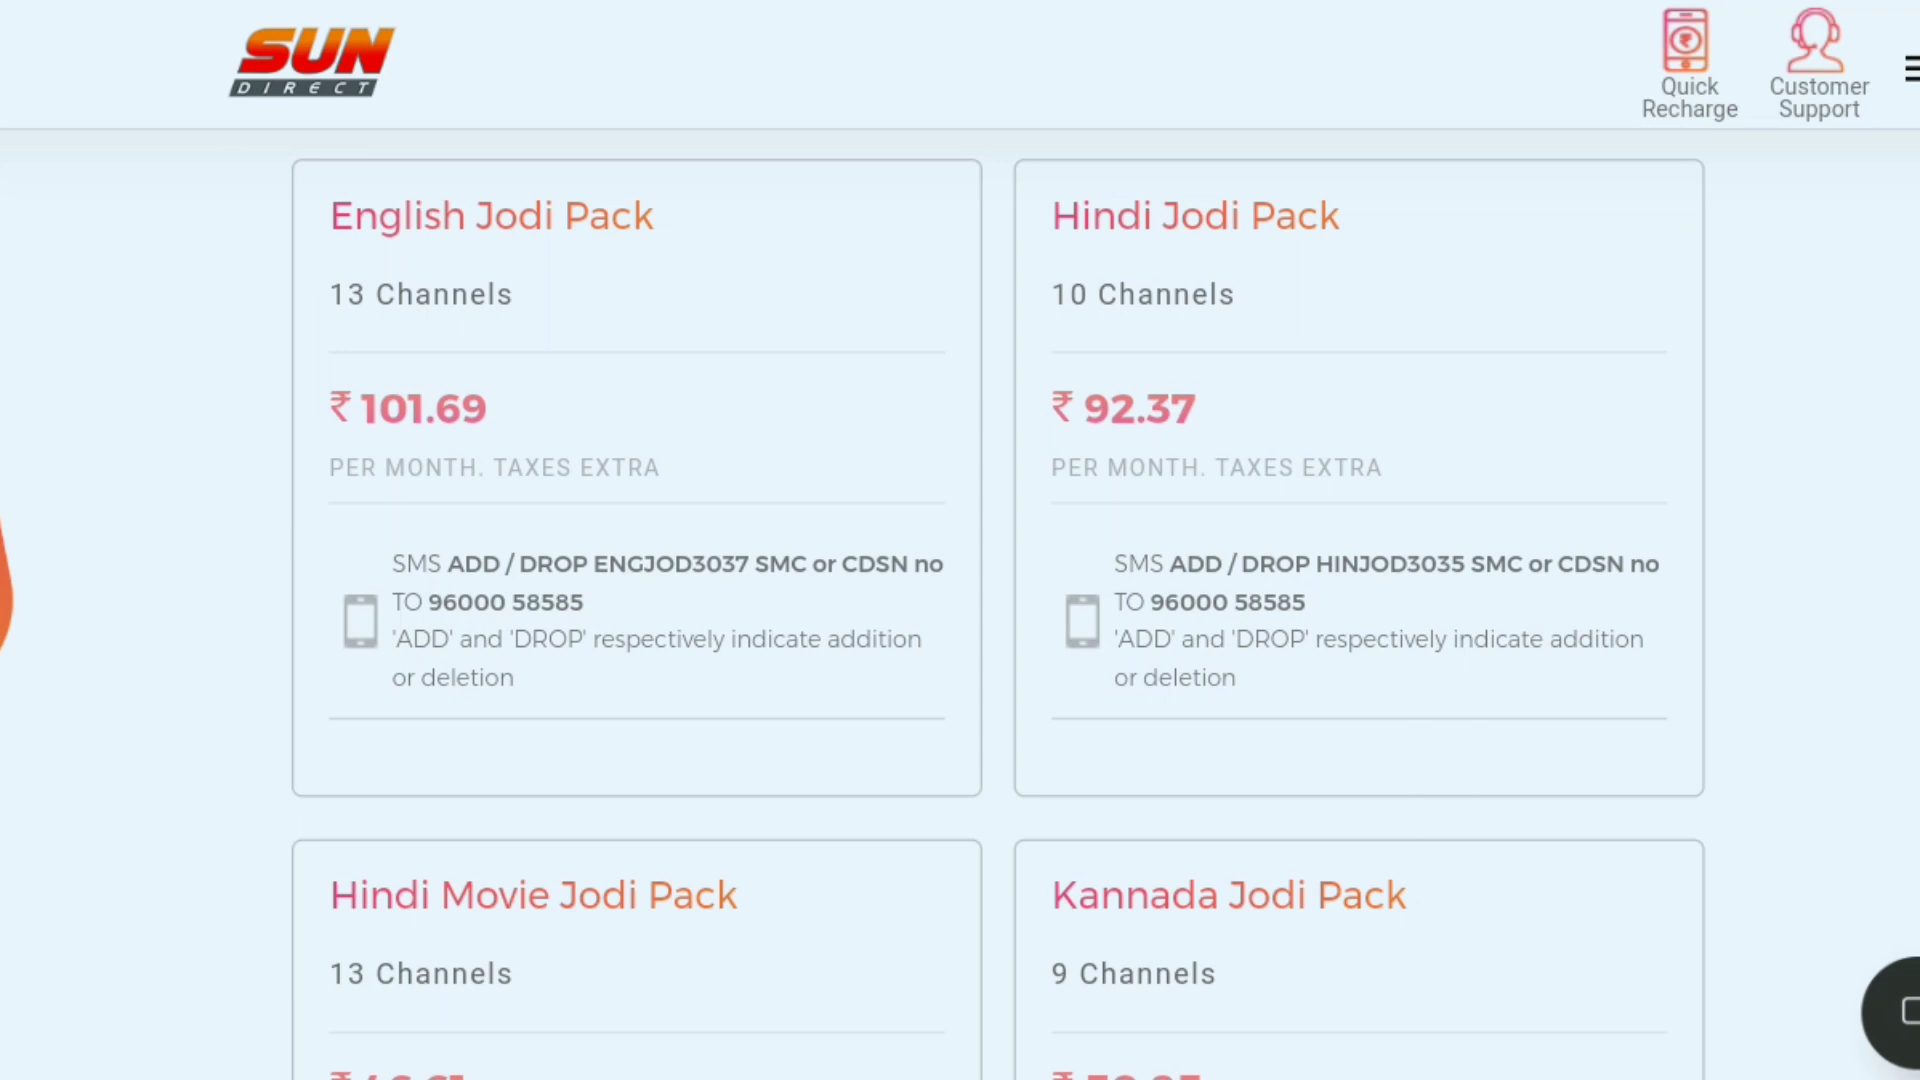 SUN
DIRECT
Quick
Recharge
Customer
Support
English Jodi Pack
13 Channels
₹ 101.69
PER MONTH. TAXES EXTRA
SMS ADD / DROP ENGJOD3037 SMC or CDSN no
TO 96000 58585
'ADD' and 'DROP' respectively indicate addition
or deletion
Hindi Jodi Pack
10 Channels
₹ 92.37
PER MONTH. TAXES EXTRA
SMS ADD / DROP HINJOD3035 SMC or CDSN no
TO 96000 58585
'ADD' and 'DROP' respectively indicate addition
or deletion
Hindi Movie Jodi Pack
13 Channels
Kannada Jodi Pack
9 Channels